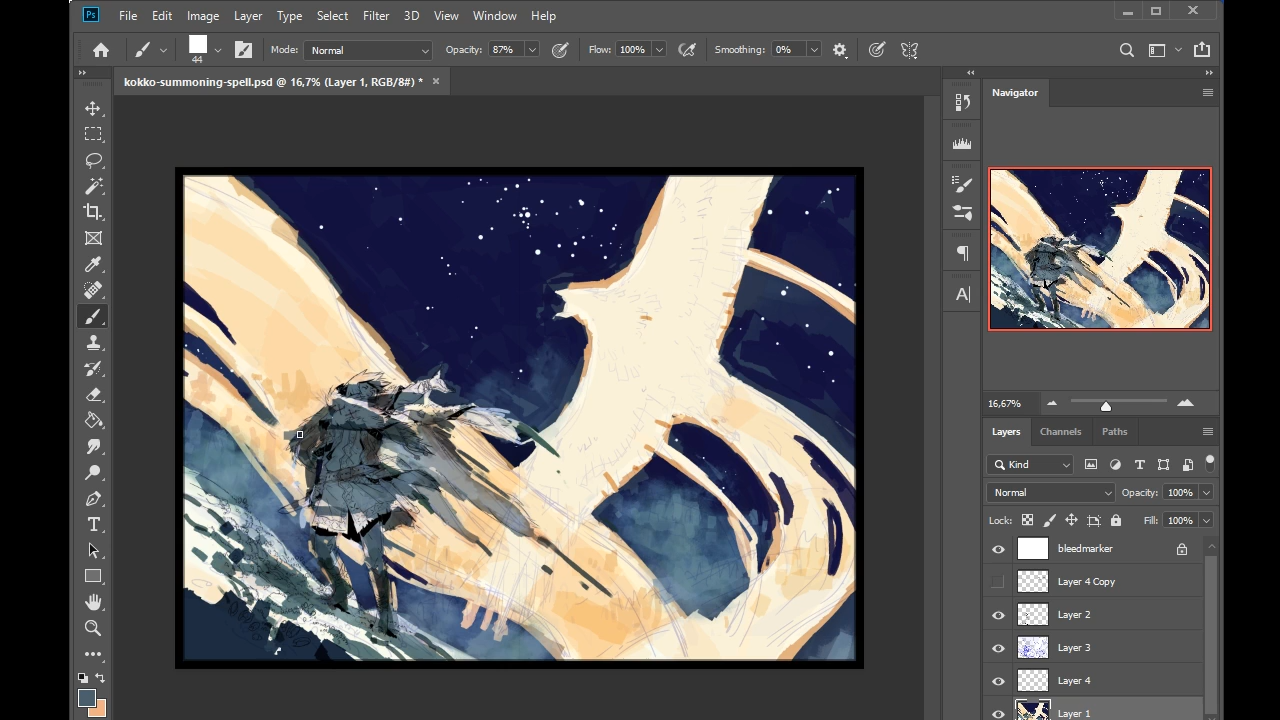 Ps File Edit Image Layer Type Select Filter 3D View Window Help
44 Mode: Normal Opacity: 87% Flow: 100% Smoothing: 0%
kokko-summoning-spell.psd @ 16,7% (Layer 1, RGB/8#) *
Navigator
16,67%
Layers Channels Paths
Kind
Normal Opacity: 100%
Lock: Fill: 100%
bleedmarker
Layer 4 Copy
Layer 2
Layer 3
Layer 4
Layer 1